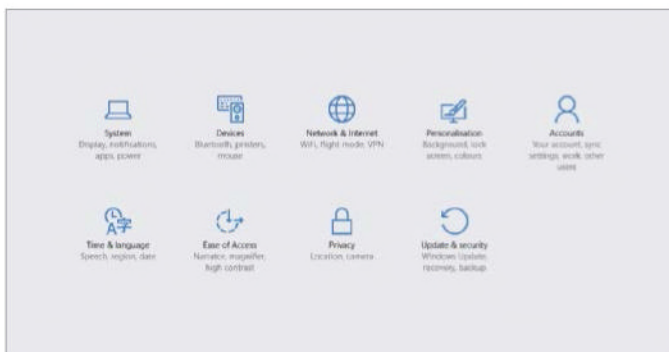 System
Display, notifications,
apps, power
Devices
Bluetooth, printers,
mouse
Network & Internet
WiFi, flight mode, VPN
Personalisation
Background, lock
screen, colours
Accounts
Your account, sync
settings, work, other
users
Time & language
Speech, region, date
Ease of Access
Narrator, magnifier,
high contrast
Privacy
Location, camera
Update & security
Windows Update,
recovery, backup